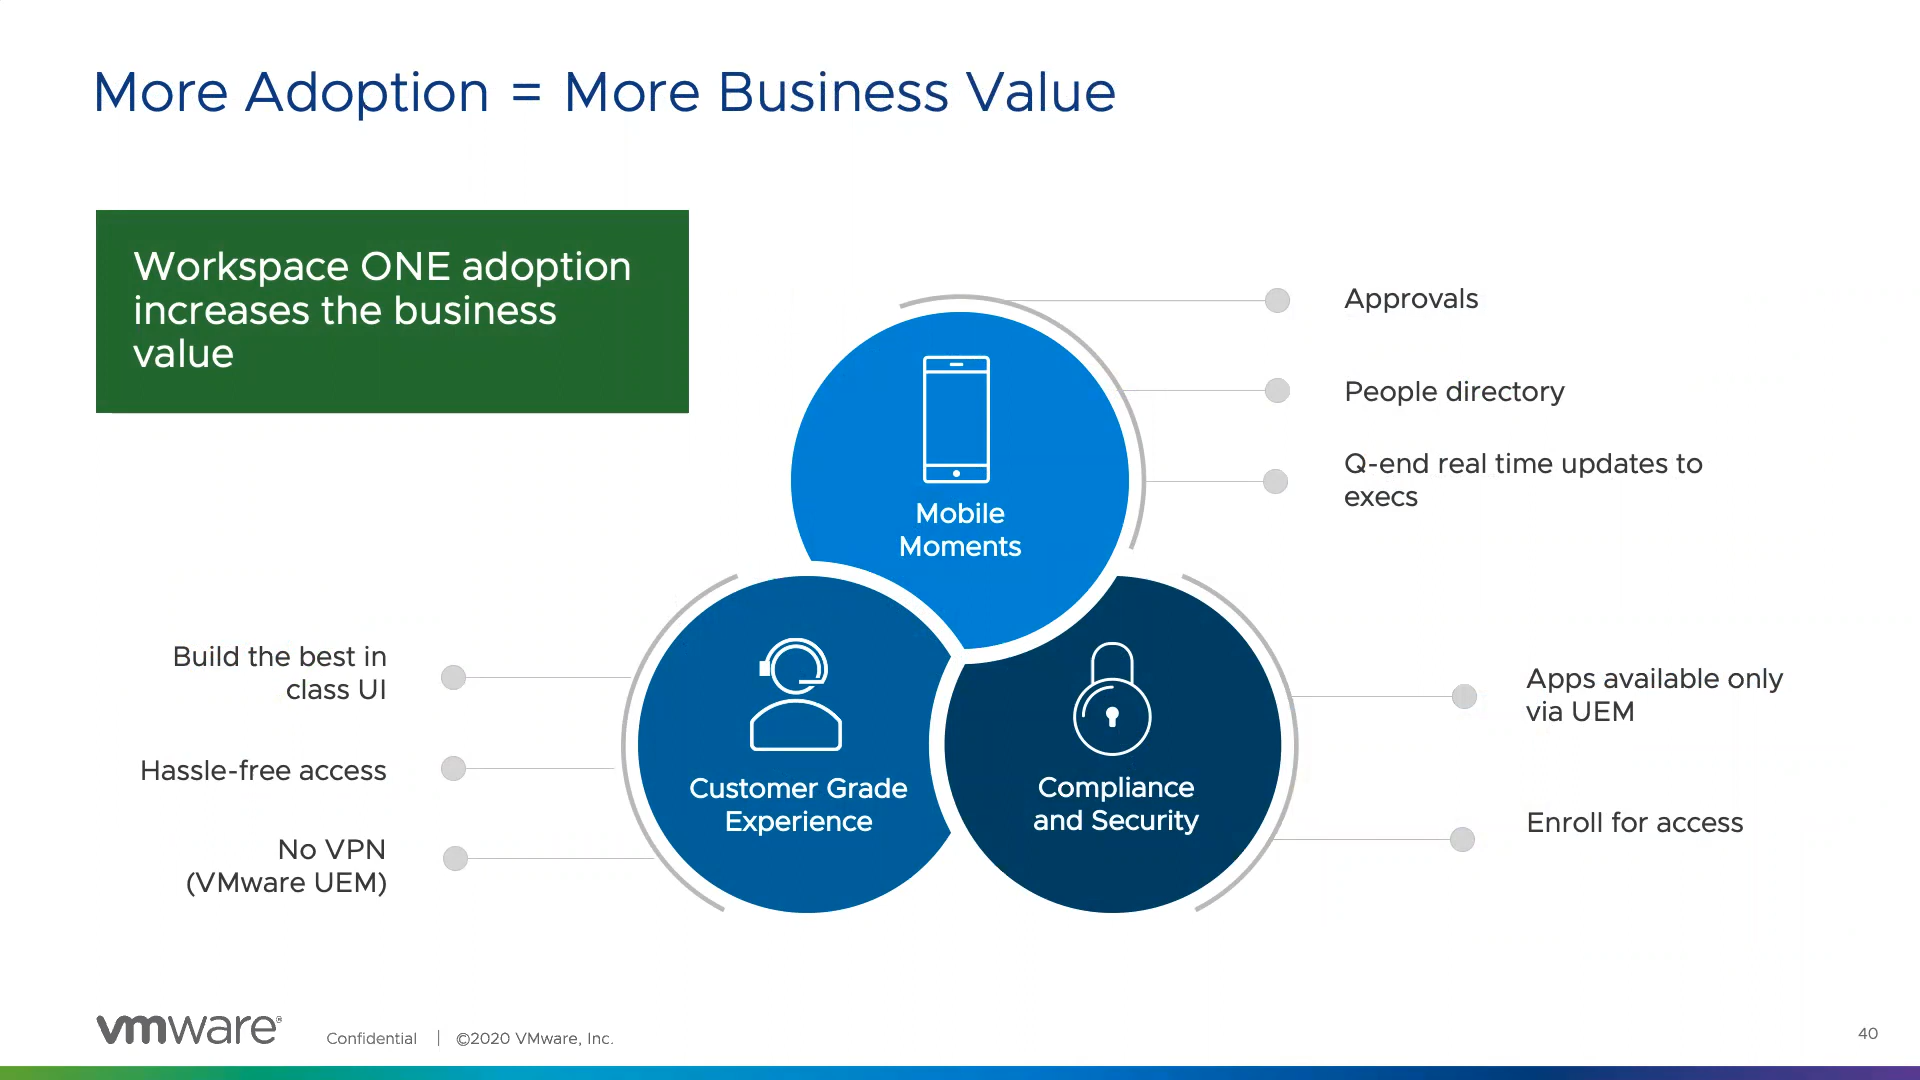 More Adoption = More Business Value
Workspace ONE adoption
increases the business
value
Approvals
People directory
Q-end real time updates to
execs
Mobile
Moments
Build the best in
class UI
Hassle-free access
No VPN
(VMware UEM)
Customer Grade
Experience
Compliance
and Security
Apps available only
via UEM
Enroll for access
vmware®
Confidential | ©2020 VMware, Inc.
40